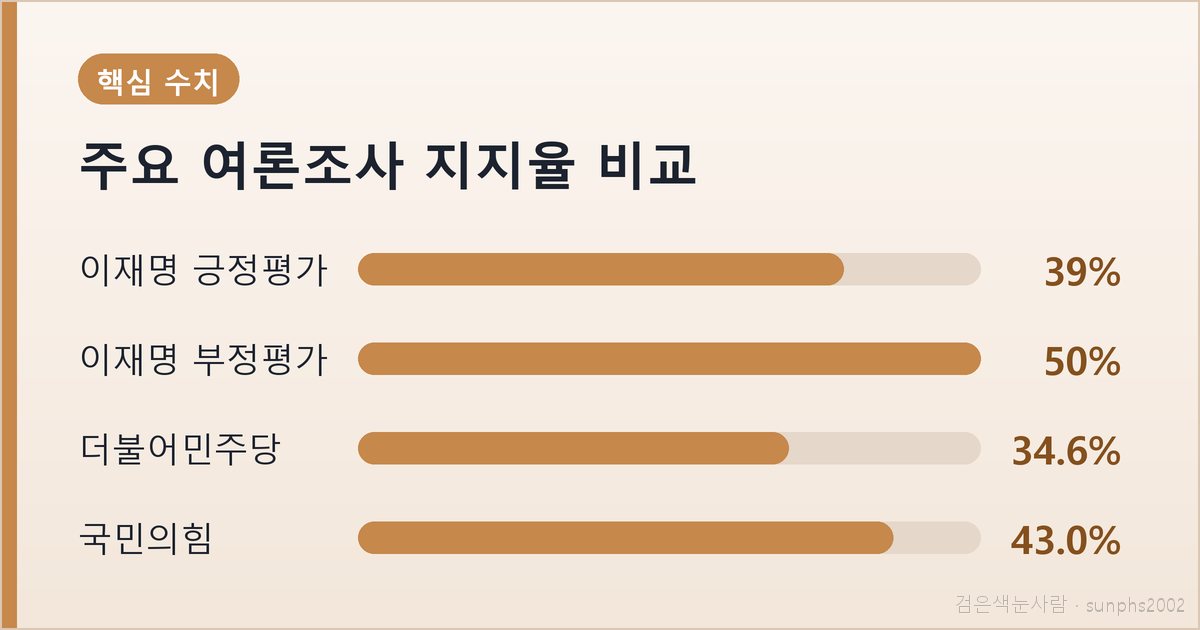 핵심 수치
주요 여론조사 지지율 비교
이재명 긍정평가 39%
이재명 부정평가 50%
더불어민주당 34.6%
국민의힘 43.0%
검은색눈사람 · sunphs2002